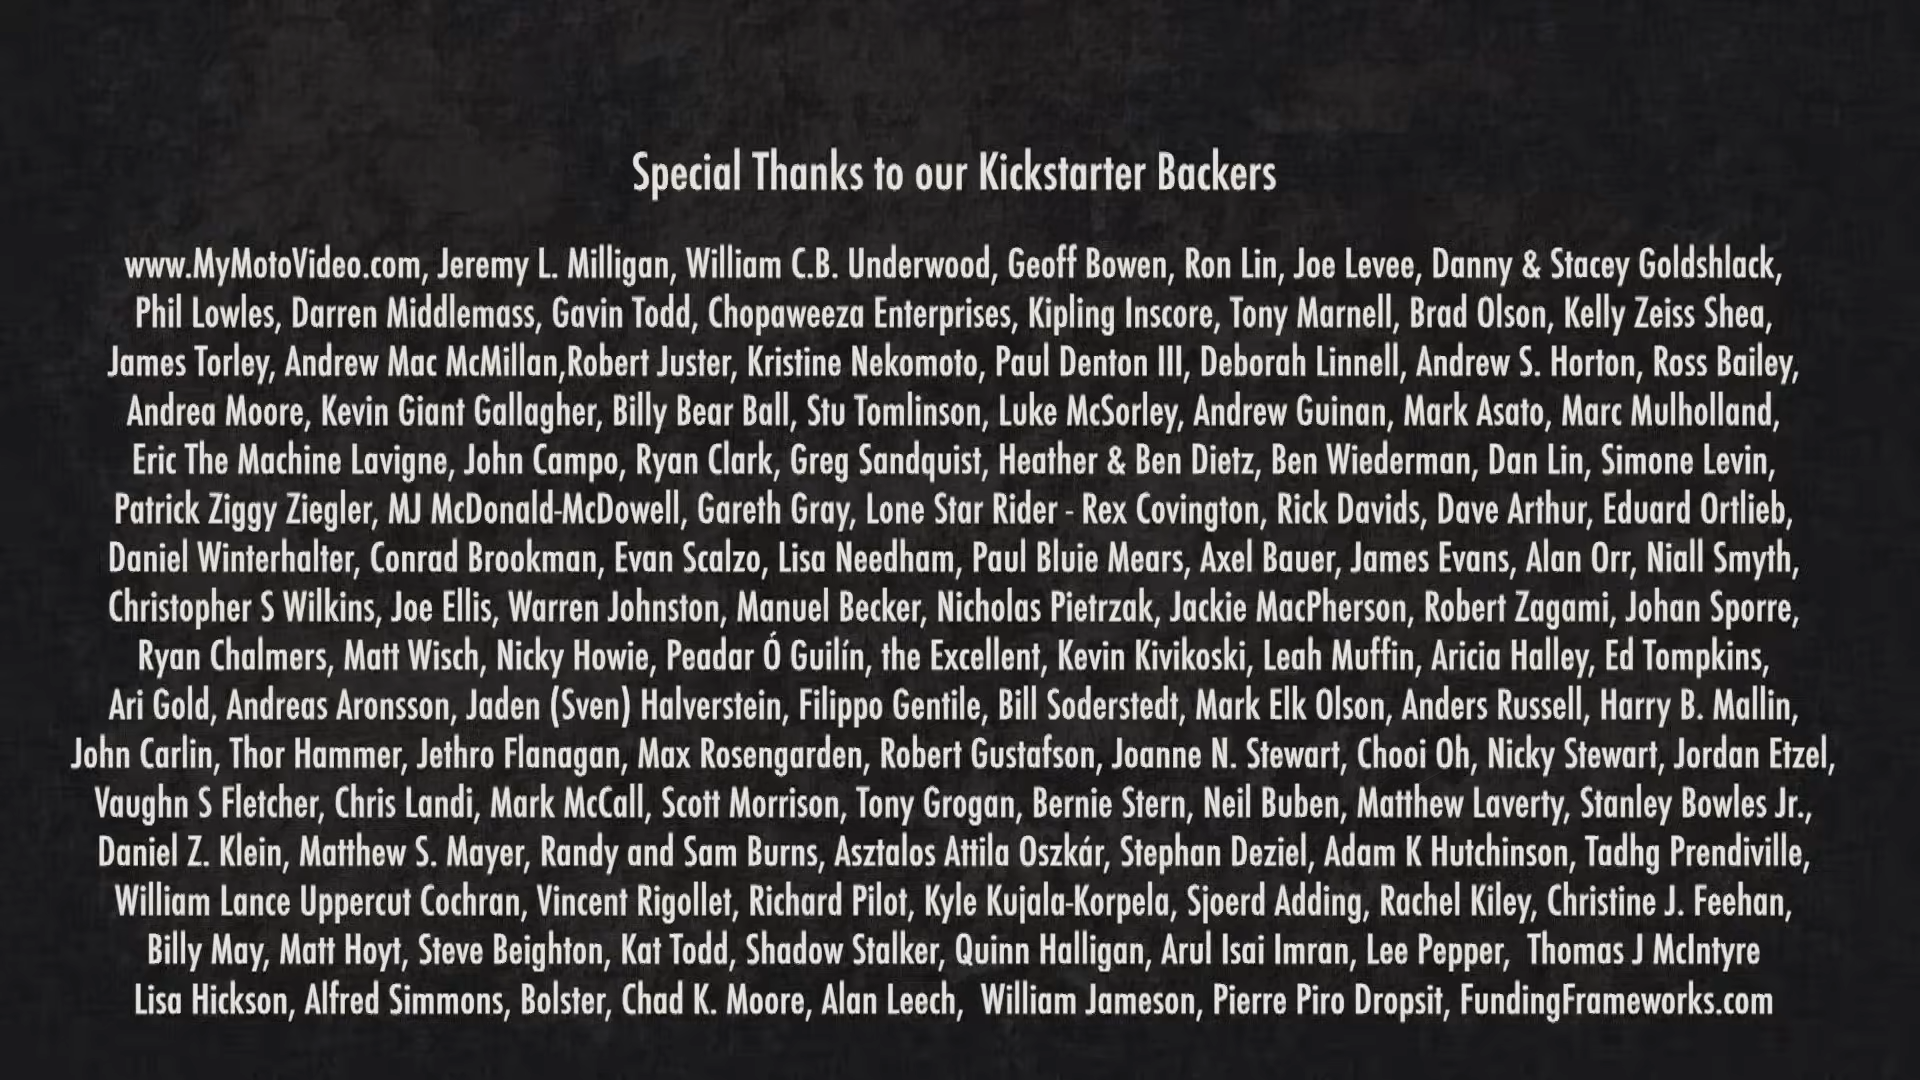 Special Thanks to our Kickstarter Backers
www.MyMotoVideo.com, Jeremy L. Milligan, William C.B. Underwood, Geoff Bowen, Ron Lin, Joe Levee, Danny & Stacey Goldshlack,
Phil Lowles, Darren Middlemass, Gavin Todd, Chopaweeza Enterprises, Kipling Inscore, Tony Marnell, Brad Olson, Kelly Zeiss Shea,
James Torley, Andrew Mac McMillan,Robert Juster, Kristine Nekomoto, Paul Denton III, Deborah Linnell, Andrew S. Horton, Ross Bailey,
Andrea Moore, Kevin Giant Gallagher, Billy Bear Ball, Stu Tomlinson, Luke McSorley, Andrew Guinan, Mark Asato, Marc Mulholland,
Eric The Machine Lavigne, John Campo, Ryan Clark, Greg Sandquist, Heather & Ben Dietz, Ben Wiederman, Dan Lin, Simone Levin,
Patrick Ziggy Ziegler, MJ McDonald-McDowell, Gareth Gray, Lone Star Rider - Rex Covington, Rick Davids, Dave Arthur, Eduard Ortlieb,
Daniel Winterhalter, Conrad Brookman, Evan Scalzo, Lisa Needham, Paul Bluie Mears, Axel Bauer, James Evans, Alan Orr, Niall Smyth,
Christopher S Wilkins, Joe Ellis, Warren Johnston, Manuel Becker, Nicholas Pietrzak, Jackie MacPherson, Robert Zagami, Johan Sporre,
Ryan Chalmers, Matt Wisch, Nicky Howie, Peadar Ó Guilín, the Excellent, Kevin Kivikoski, Leah Muffin, Aricia Halley, Ed Tompkins,
Ari Gold, Andreas Aronsson, Jaden (Sven) Halverstein, Filippo Gentile, Bill Soderstedt, Mark Elk Olson, Anders Russell, Harry B. Mallin,
John Carlin, Thor Hammer, Jethro Flanagan, Max Rosengarden, Robert Gustafson, Joanne N. Stewart, Chooi Oh, Nicky Stewart, Jordan Etzel,
Vaughn S Fletcher, Chris Landi, Mark McCall, Scott Morrison, Tony Grogan, Bernie Stern, Neil Buben, Matthew Laverty, Stanley Bowles Jr.,
Daniel Z. Klein, Matthew S. Mayer, Randy and Sam Burns, Asztalos Attila Oszkár, Stephan Deziel, Adam K Hutchinson, Tadhg Prendiville,
William Lance Uppercut Cochran, Vincent Rigollet, Richard Pilot, Kyle Kujala-Korpela, Sjoerd Adding, Rachel Kiley, Christine J. Feehan,
Billy May, Matt Hoyt, Steve Beighton, Kat Todd, Shadow Stalker, Quinn Halligan, Arul Isai Imran, Lee Pepper,  Thomas J McIntyre
Lisa Hickson, Alfred Simmons, Bolster, Chad K. Moore, Alan Leech,  William Jameson, Pierre Piro Dropsit, FundingFrameworks.com